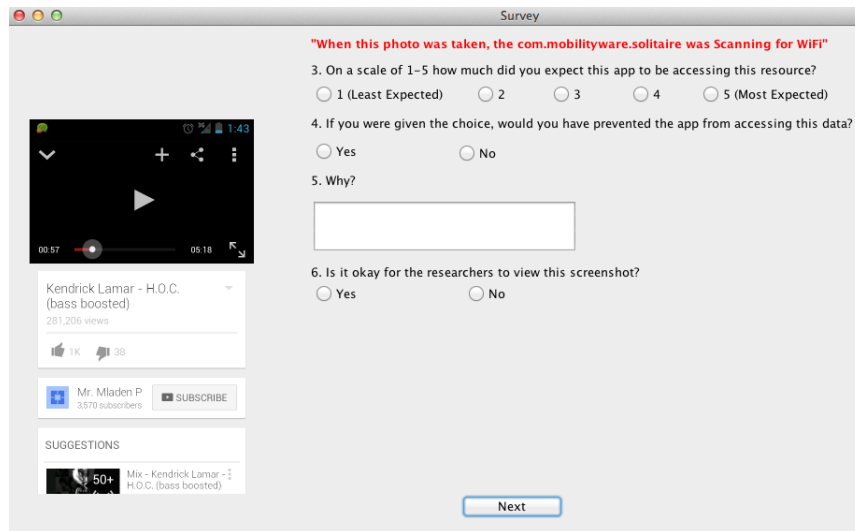 Survey
"When this photo was taken, the com.mobilityware.solitaire was Scanning for WiFi"
3. On a scale of 1-5 how much did you expect this app to be accessing this resource?
1 (Least Expected) 2 3 4 5 (Most Expected)
4. If you were given the choice, would you have prevented the app from accessing this data?
Yes No
5. Why?
6. Is it okay for the researchers to view this screenshot?
Yes No
Next
3G 1:43
00:57 05:18
Kendrick Lamar - H.O.C.
(bass boosted)
281,206 views
1K 38
Mr. Mladen P
3,570 subscribers
SUBSCRIBE
SUGGESTIONS
50+
Mix - Kendrick Lamar -
H.O.C. (bass boosted)